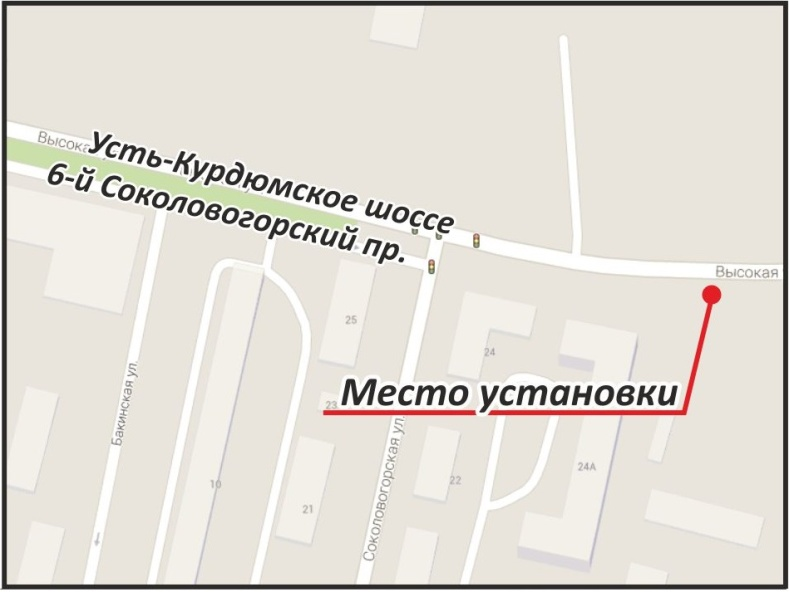 Высока
Усть-Курдюмское шоссе
6-й Соколовогорский пр.
Высокая
25
24
Место установки
23
Бакинская ул.
Соколовогорская ул.
24А
22
10
21